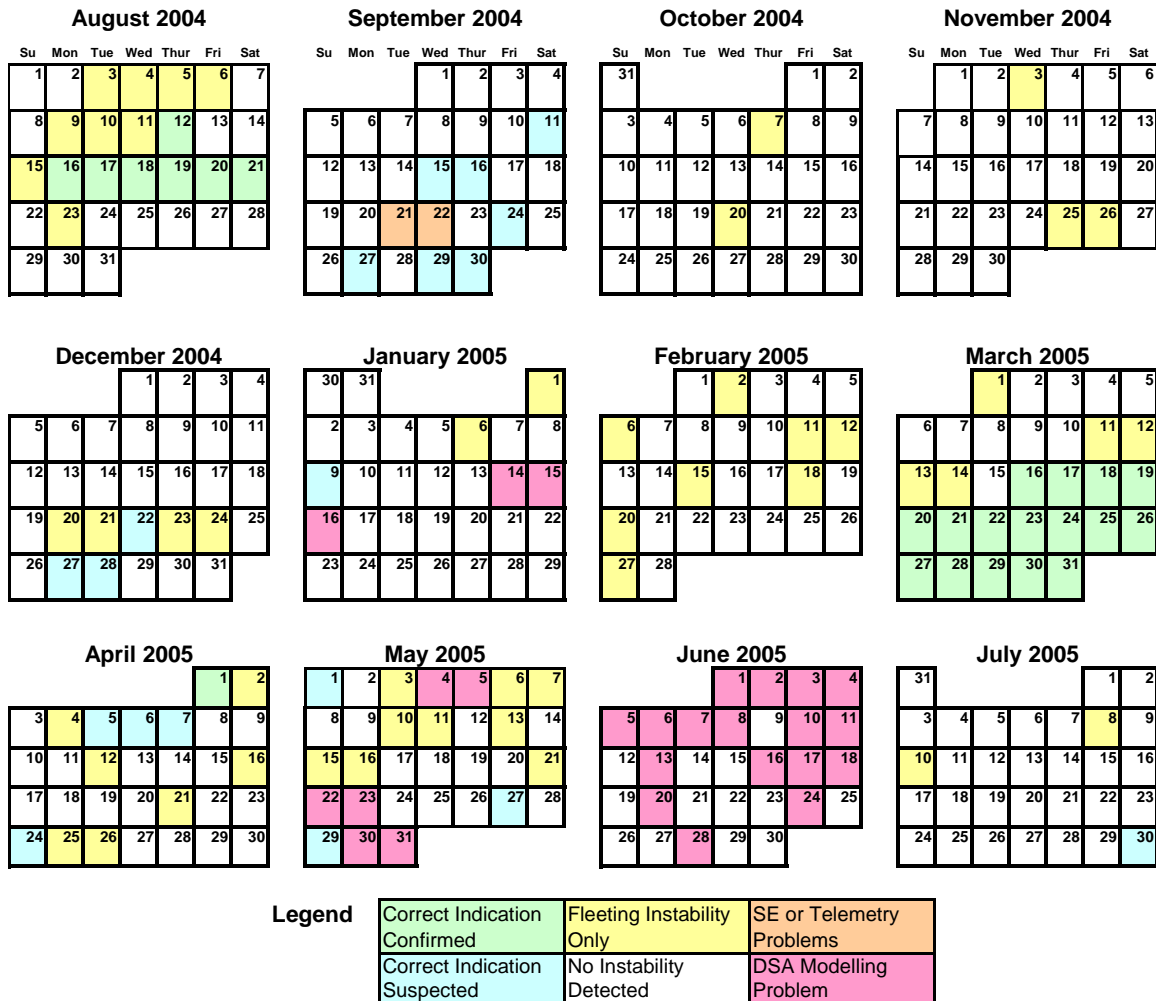 August 2004 September 2004 October 2004 November 2004
Su Mon Tue Wed Thur Fri Sat Su Mon Tue Wed Thur Fri Sat Su Mon Tue Wed Thur Fri Sat Su Mon Tue Wed Thur Fri Sat
1 2 3 4 5 6 7 1 2 3 4 31 1 2 1 2 3 4 5 6
8 9 10 11 12 13 14 5 6 7 8 9 10 11 3 4 5 6 7 8 9 7 8 9 10 11 12 13
15 16 17 18 19 20 21 12 13 14 15 16 17 18 10 11 12 13 14 15 16 14 15 16 17 18 19 20
22 23 24 25 26 27 28 19 20 21 22 23 24 25 17 18 19 20 21 22 23 21 22 23 24 25 26 27
29 30 31 26 27 28 29 30 24 25 26 27 28 29 30 28 29 30
December 2004 January 2005 February 2005 March 2005
1 2 3 4 30 31 1 1 2 3 4 5 1 2 3 4 5
5 6 7 8 9 10 11 2 3 4 5 6 7 8 6 7 8 9 10 11 12 6 7 8 9 10 11 12
12 13 14 15 16 17 18 9 10 11 12 13 14 15 13 14 15 16 17 18 19 13 14 15 16 17 18 19
19 20 21 22 23 24 25 16 17 18 19 20 21 22 20 21 22 23 24 25 26 20 21 22 23 24 25 26
26 27 28 29 30 31 23 24 25 26 27 28 29 27 28 27 28 29 30 31
April 2005 May 2005 June 2005 July 2005
1 2 1 2 3 4 5 6 7 1 2 3 4 31 1 2
3 4 5 6 7 8 9 8 9 10 11 12 13 14 5 6 7 8 9 10 11 3 4 5 6 7 8 9
10 11 12 13 14 15 16 15 16 17 18 19 20 21 12 13 14 15 16 17 18 10 11 12 13 14 15 16
17 18 19 20 21 22 23 22 23 24 25 26 27 28 19 20 21 22 23 24 25 17 18 19 20 21 22 23
24 25 26 27 28 29 30 29 30 31 26 27 28 29 30 24 25 26 27 28 29 30
Legend Correct Indication Fleeting Instability SE or Telemetry
Confirmed Only Problems
Correct Indication No Instability DSA Modelling
Suspected Detected Problem